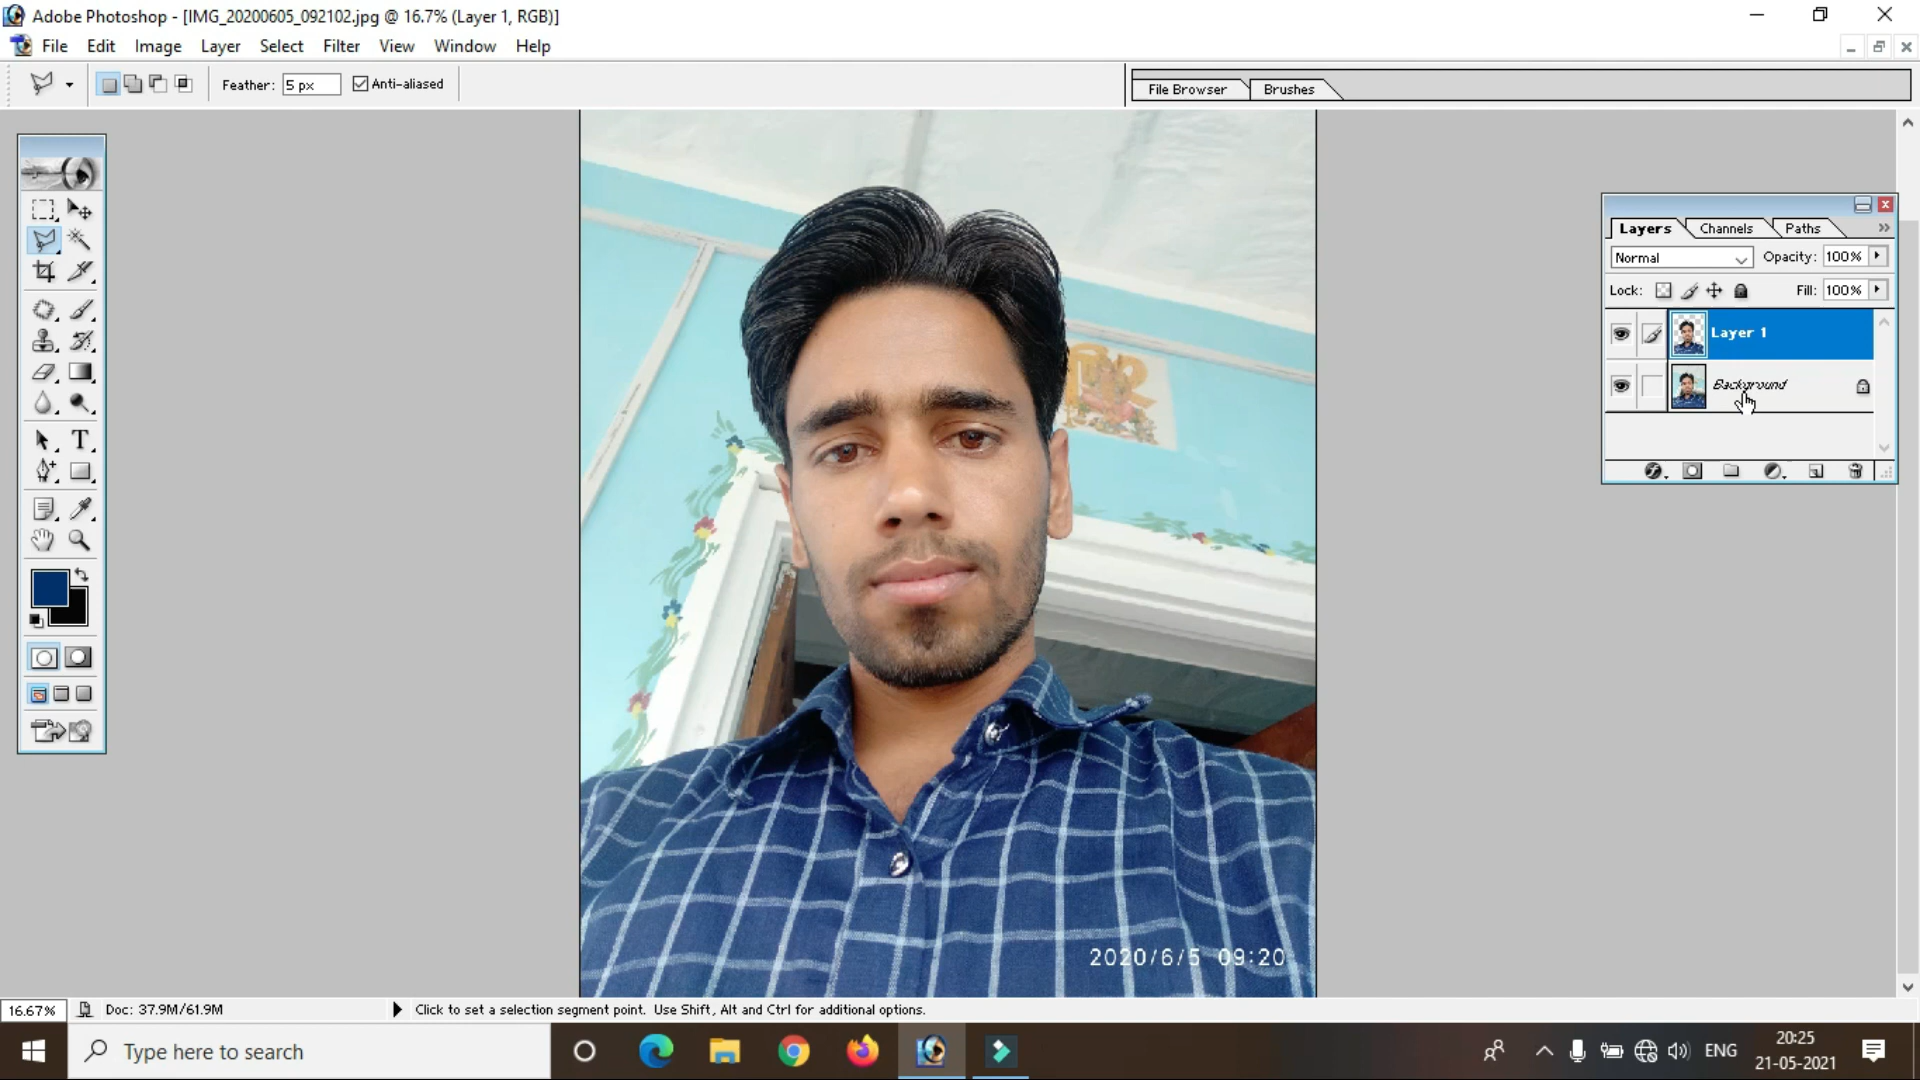 Adobe Photoshop - [IMG_20200605_092102.jpg @ 16.7% (Layer 1, RGB)]
File Edit Image Layer Select Filter View Window Help
Feather: 5 px Anti-aliased
File Browser Brushes
Layers Channels Paths
Normal Opacity: 100%
Lock: Fill: 100%
Layer 1
Background
T
2020/6/5 09:20
16.67% Doc: 37.9M/61.9M Click to set a selection segment point. Use Shift, Alt and Ctrl for additional options.
Type here to search
ENG
20:25
21-05-2021